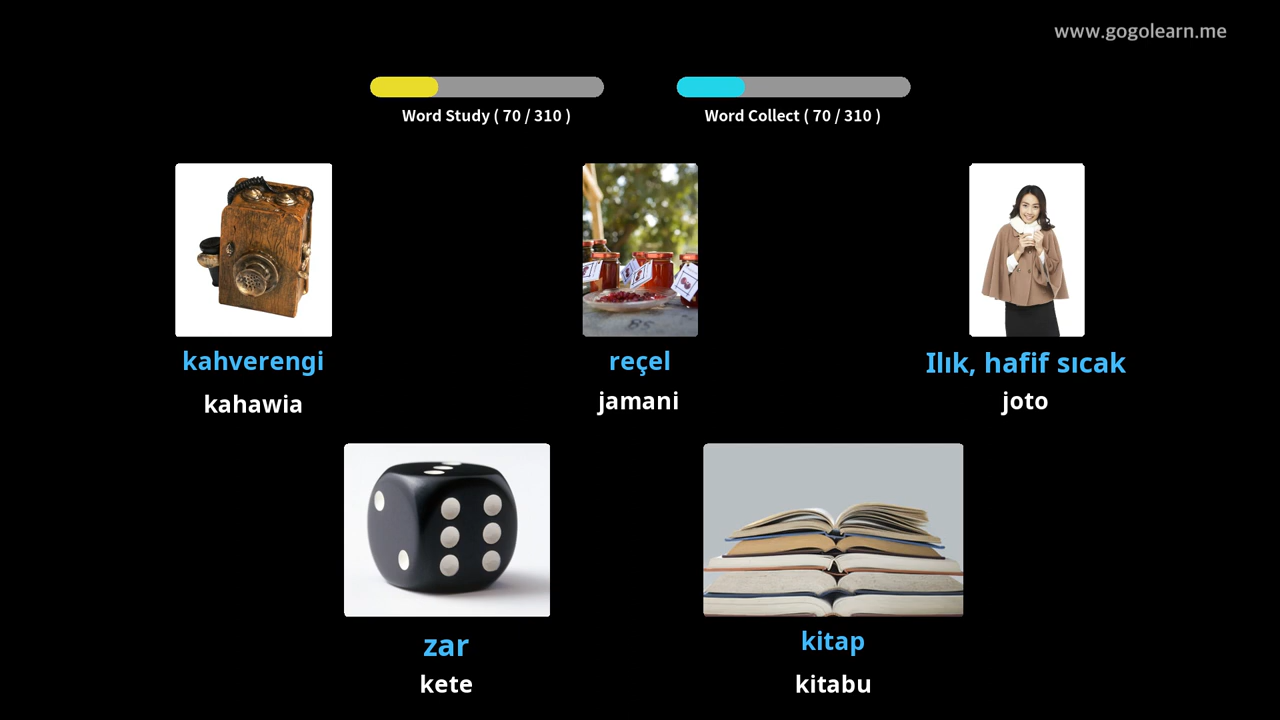 www.gogolearn.me
Word Study ( 70 / 310 )
Word Collect ( 70 / 310 )
kahverengi
kahawia
reçel
jamani
Ilık, hafif sıcak
joto
zar
kete
kitap
kitabu